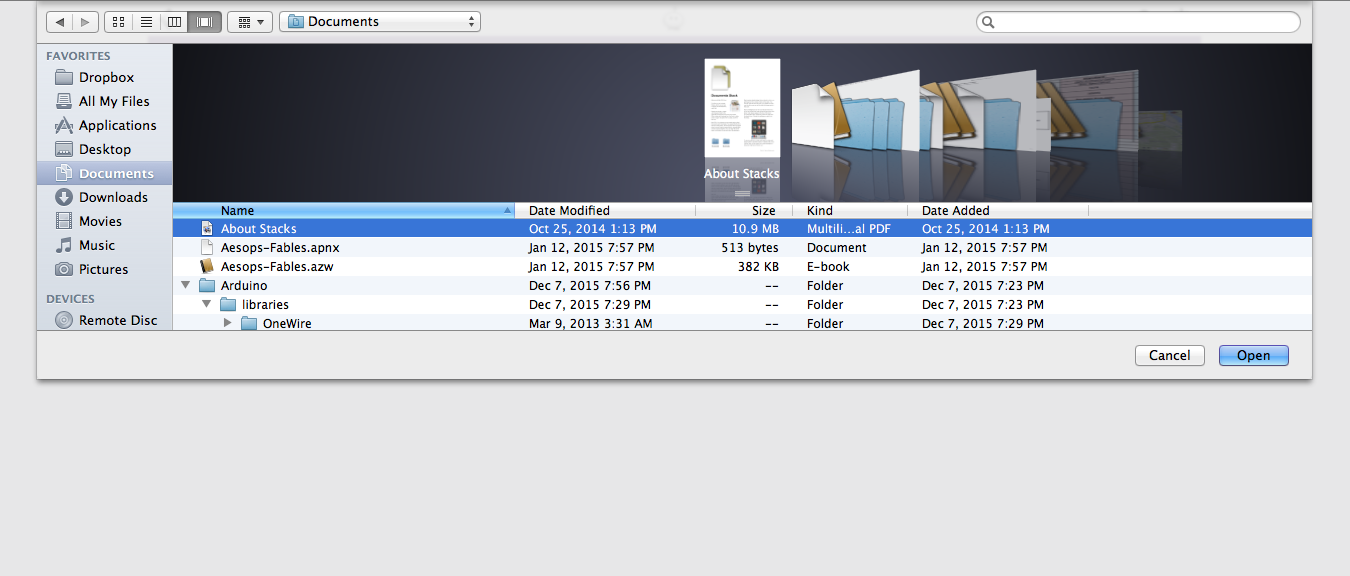 Documents
FAVORITES
Dropbox
All My Files
Applications
Desktop
Documents
Downloads
Movies
Music
Pictures
DEVICES
Remote Disc
About Stacks
Name Date Modified Size Kind Date Added
About Stacks Oct 25, 2014 1:13 PM 10.9 MB Multili...al PDF Oct 25, 2014 1:13 PM
Aesops-Fables.apnx Jan 12, 2015 7:57 PM 513 bytes Document Jan 12, 2015 7:57 PM
Aesops-Fables.azw Jan 12, 2015 7:57 PM 382 KB E-book Jan 12, 2015 7:57 PM
Arduino Dec 7, 2015 7:56 PM -- Folder Dec 7, 2015 7:23 PM
libraries Dec 7, 2015 7:29 PM -- Folder Dec 7, 2015 7:23 PM
OneWire Mar 9, 2013 3:31 AM -- Folder Dec 7, 2015 7:29 PM
Cancel Open